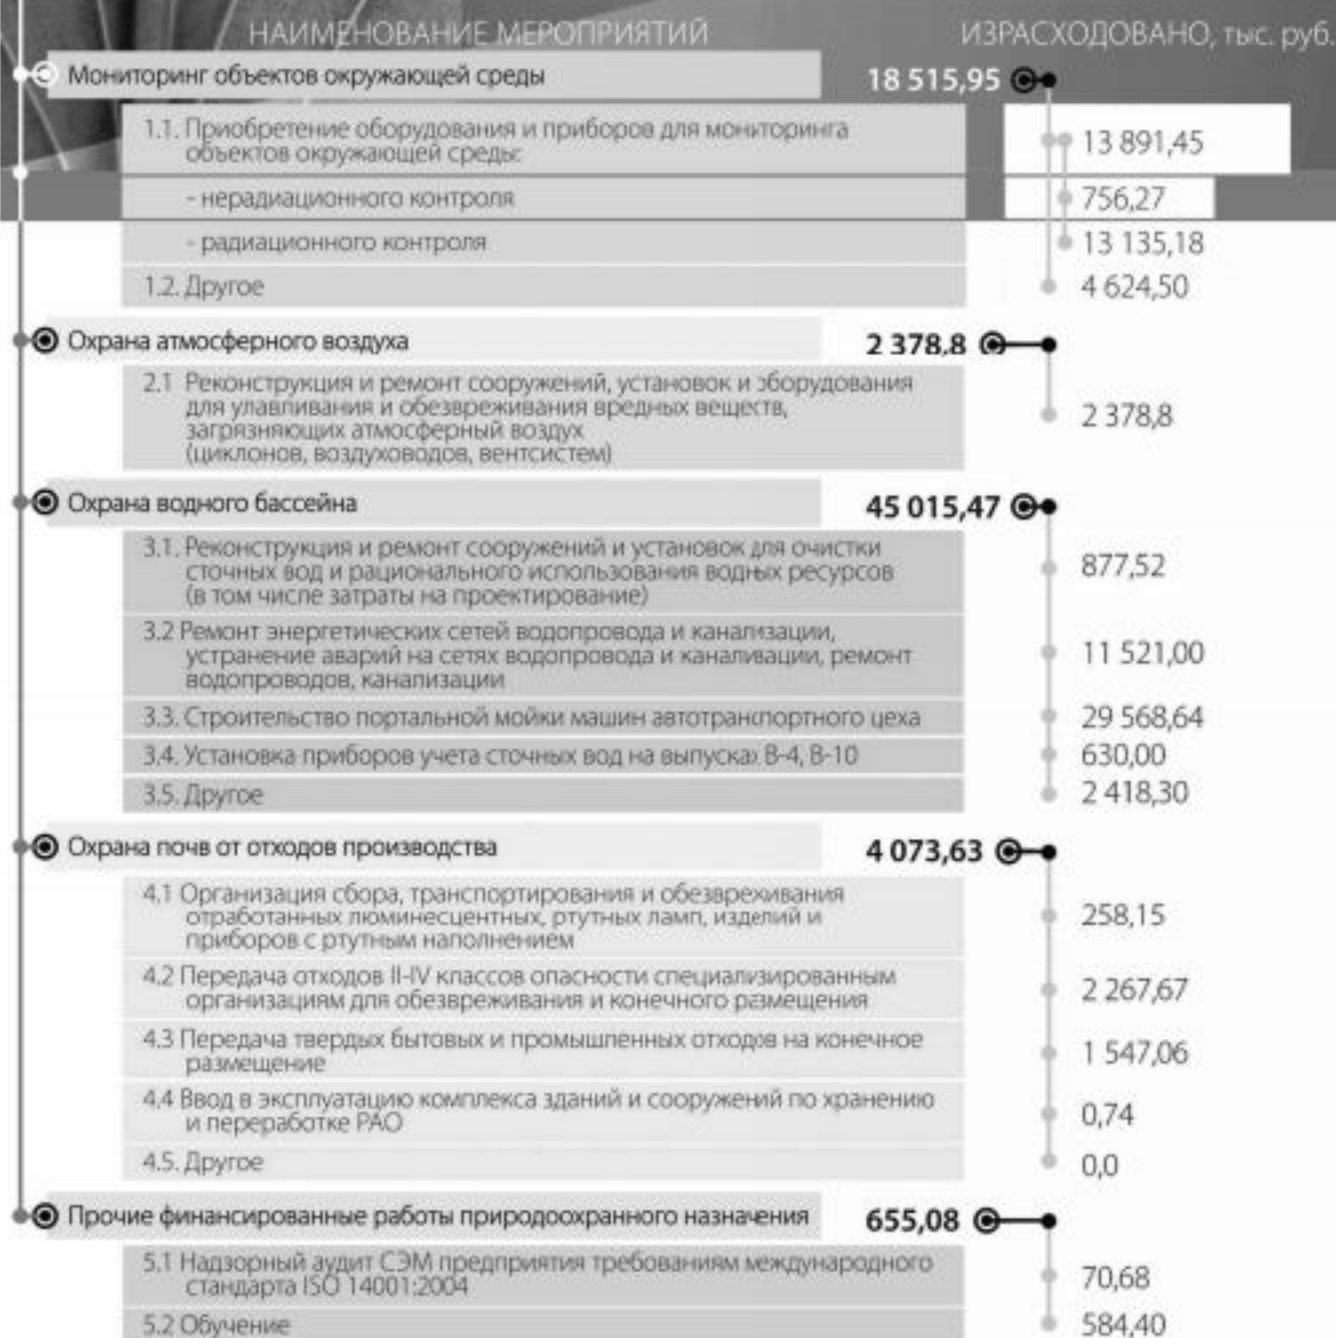 НАИМЕНОВАНИЕ МЕРОПРИЯТИЙ ИЗРАСХОДОВАНО, тыс. руб.
Мониторинг объектов окружающей среды 18 515,95
1.1. Приобретение оборудования и приборов для мониторинга
объектов окружающей среды: 13 891,45
- нерадиационного контроля 756,27
- радиационного контроля 13 135,18
1.2. Другое 4 624,50
Охрана атмосферного воздуха 2 378,8
2.1 Реконструкция и ремонт сооружений, установок и оборудования
для улавливания и обезвреживания вредных веществ,
загрязняющих атмосферный воздух
(циклонов, воздуховодов, вентсистем) 2 378,8
Охрана водного бассейна 45 015,47
3.1. Реконструкция и ремонт сооружений и установок для очистки
сточных вод и рационального использования водных ресурсов
(в том числе затраты на проектирование) 877,52
3.2 Ремонт энергетических сетей водопровода и канализации,
устранение аварий на сетях водопровода и канализации, ремонт
водопроводов, канализации 11 521,00
3.3. Строительство портальной мойки машин автотранспортного цеха 29 568,64
3.4. Установка приборов учета сточных вод на выпусках В-4, В-10 630,00
3.5. Другое 2 418,30
Охрана почв от отходов производства 4 073,63
4.1 Организация сбора, транспортирования и обезвреживания
отработанных люминесцентных, ртутных ламп, изделий и
приборов с ртутным наполнением 258,15
4.2 Передача отходов II-IV классов опасности специализированным
организациям для обезвреживания и конечного размещения 2 267,67
4.3 Передача твердых бытовых и промышленных отходов на конечное
размещение 1 547,06
4.4 Ввод в эксплуатацию комплекса зданий и сооружений по хранению
и переработке РАО 0,74
4.5. Другое 0,0
Прочие финансированные работы природоохранного назначения 655,08
5.1 Надзорный аудит СЭМ предприятия требованиям международного
стандарта ISO 14001:2004 70,68
5.2 Обучение 584,40